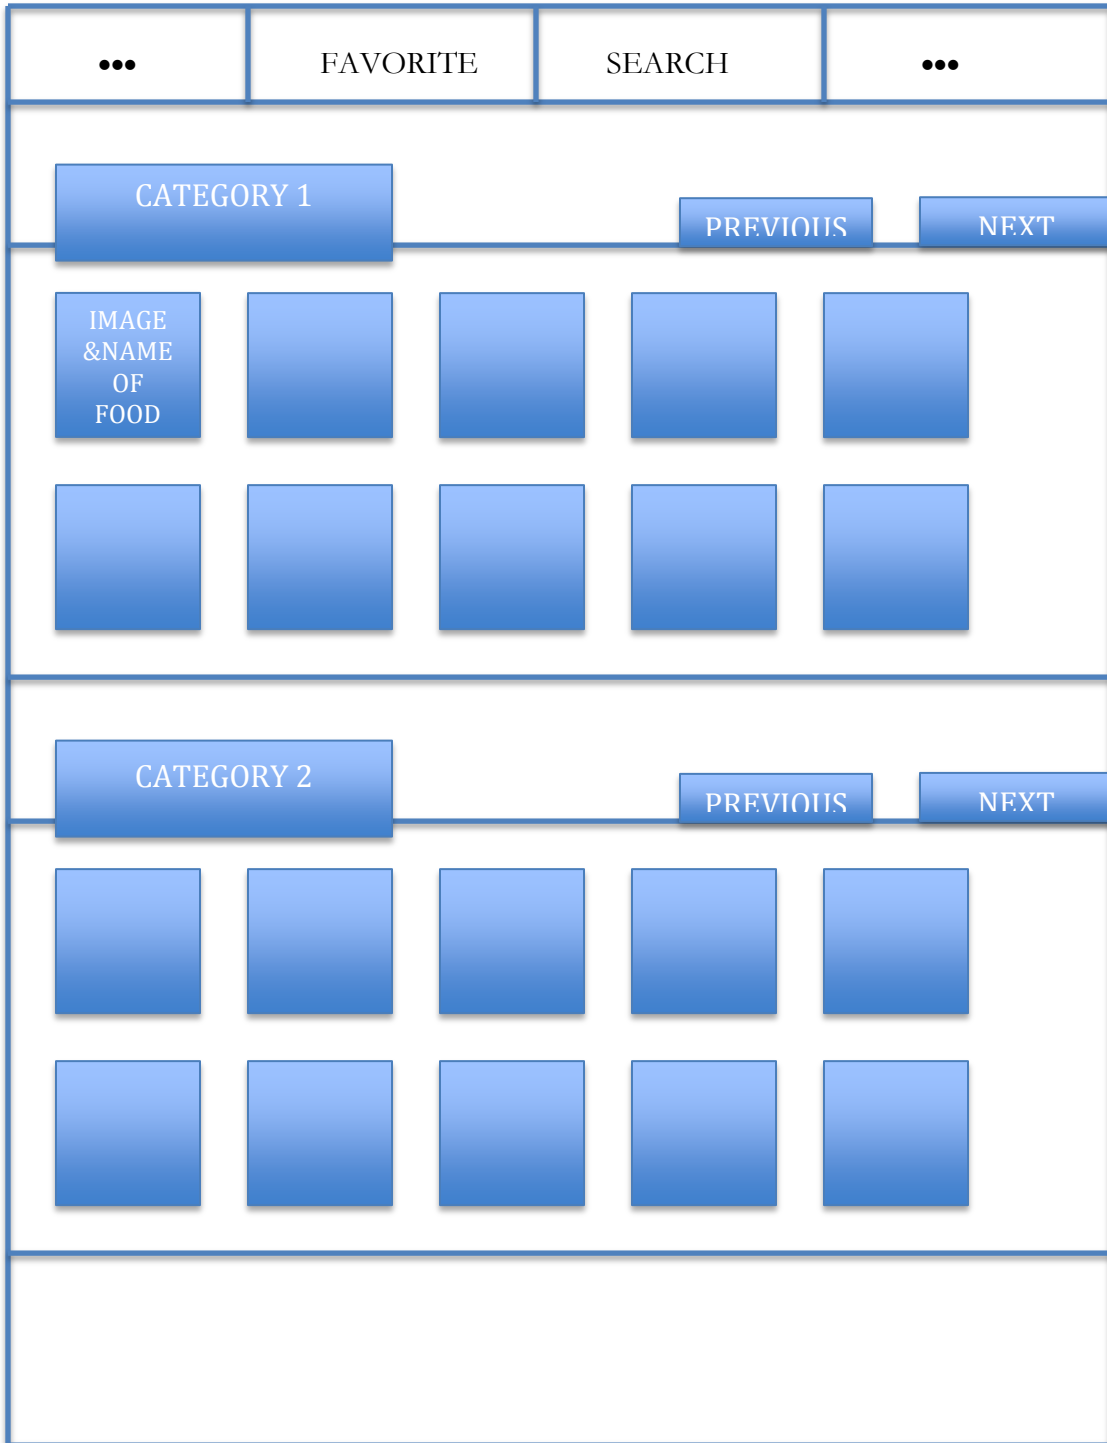 ••• FAVORITE SEARCH •••
CATEGORY 1
PREVIOUS NEXT
IMAGE
&NAME
OF
FOOD
CATEGORY 2
PREVIOUS NEXT